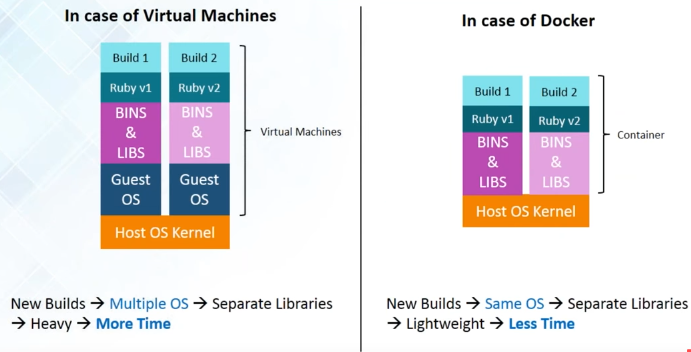 In case of Virtual Machines
Build 1 Build 2
Ruby v1 Ruby v2
BINS & LIBS
BINS & LIBS
Guest OS
Guest OS
Host OS Kernel
Virtual Machines
New Builds → Multiple OS → Separate Libraries
→ Heavy → More Time
In case of Docker
Build 1 Build 2
Ruby v1 Ruby v2
BINS & LIBS
BINS & LIBS
Host OS Kernel
Container
New Builds → Same OS → Separate Libraries
→ Lightweight → Less Time